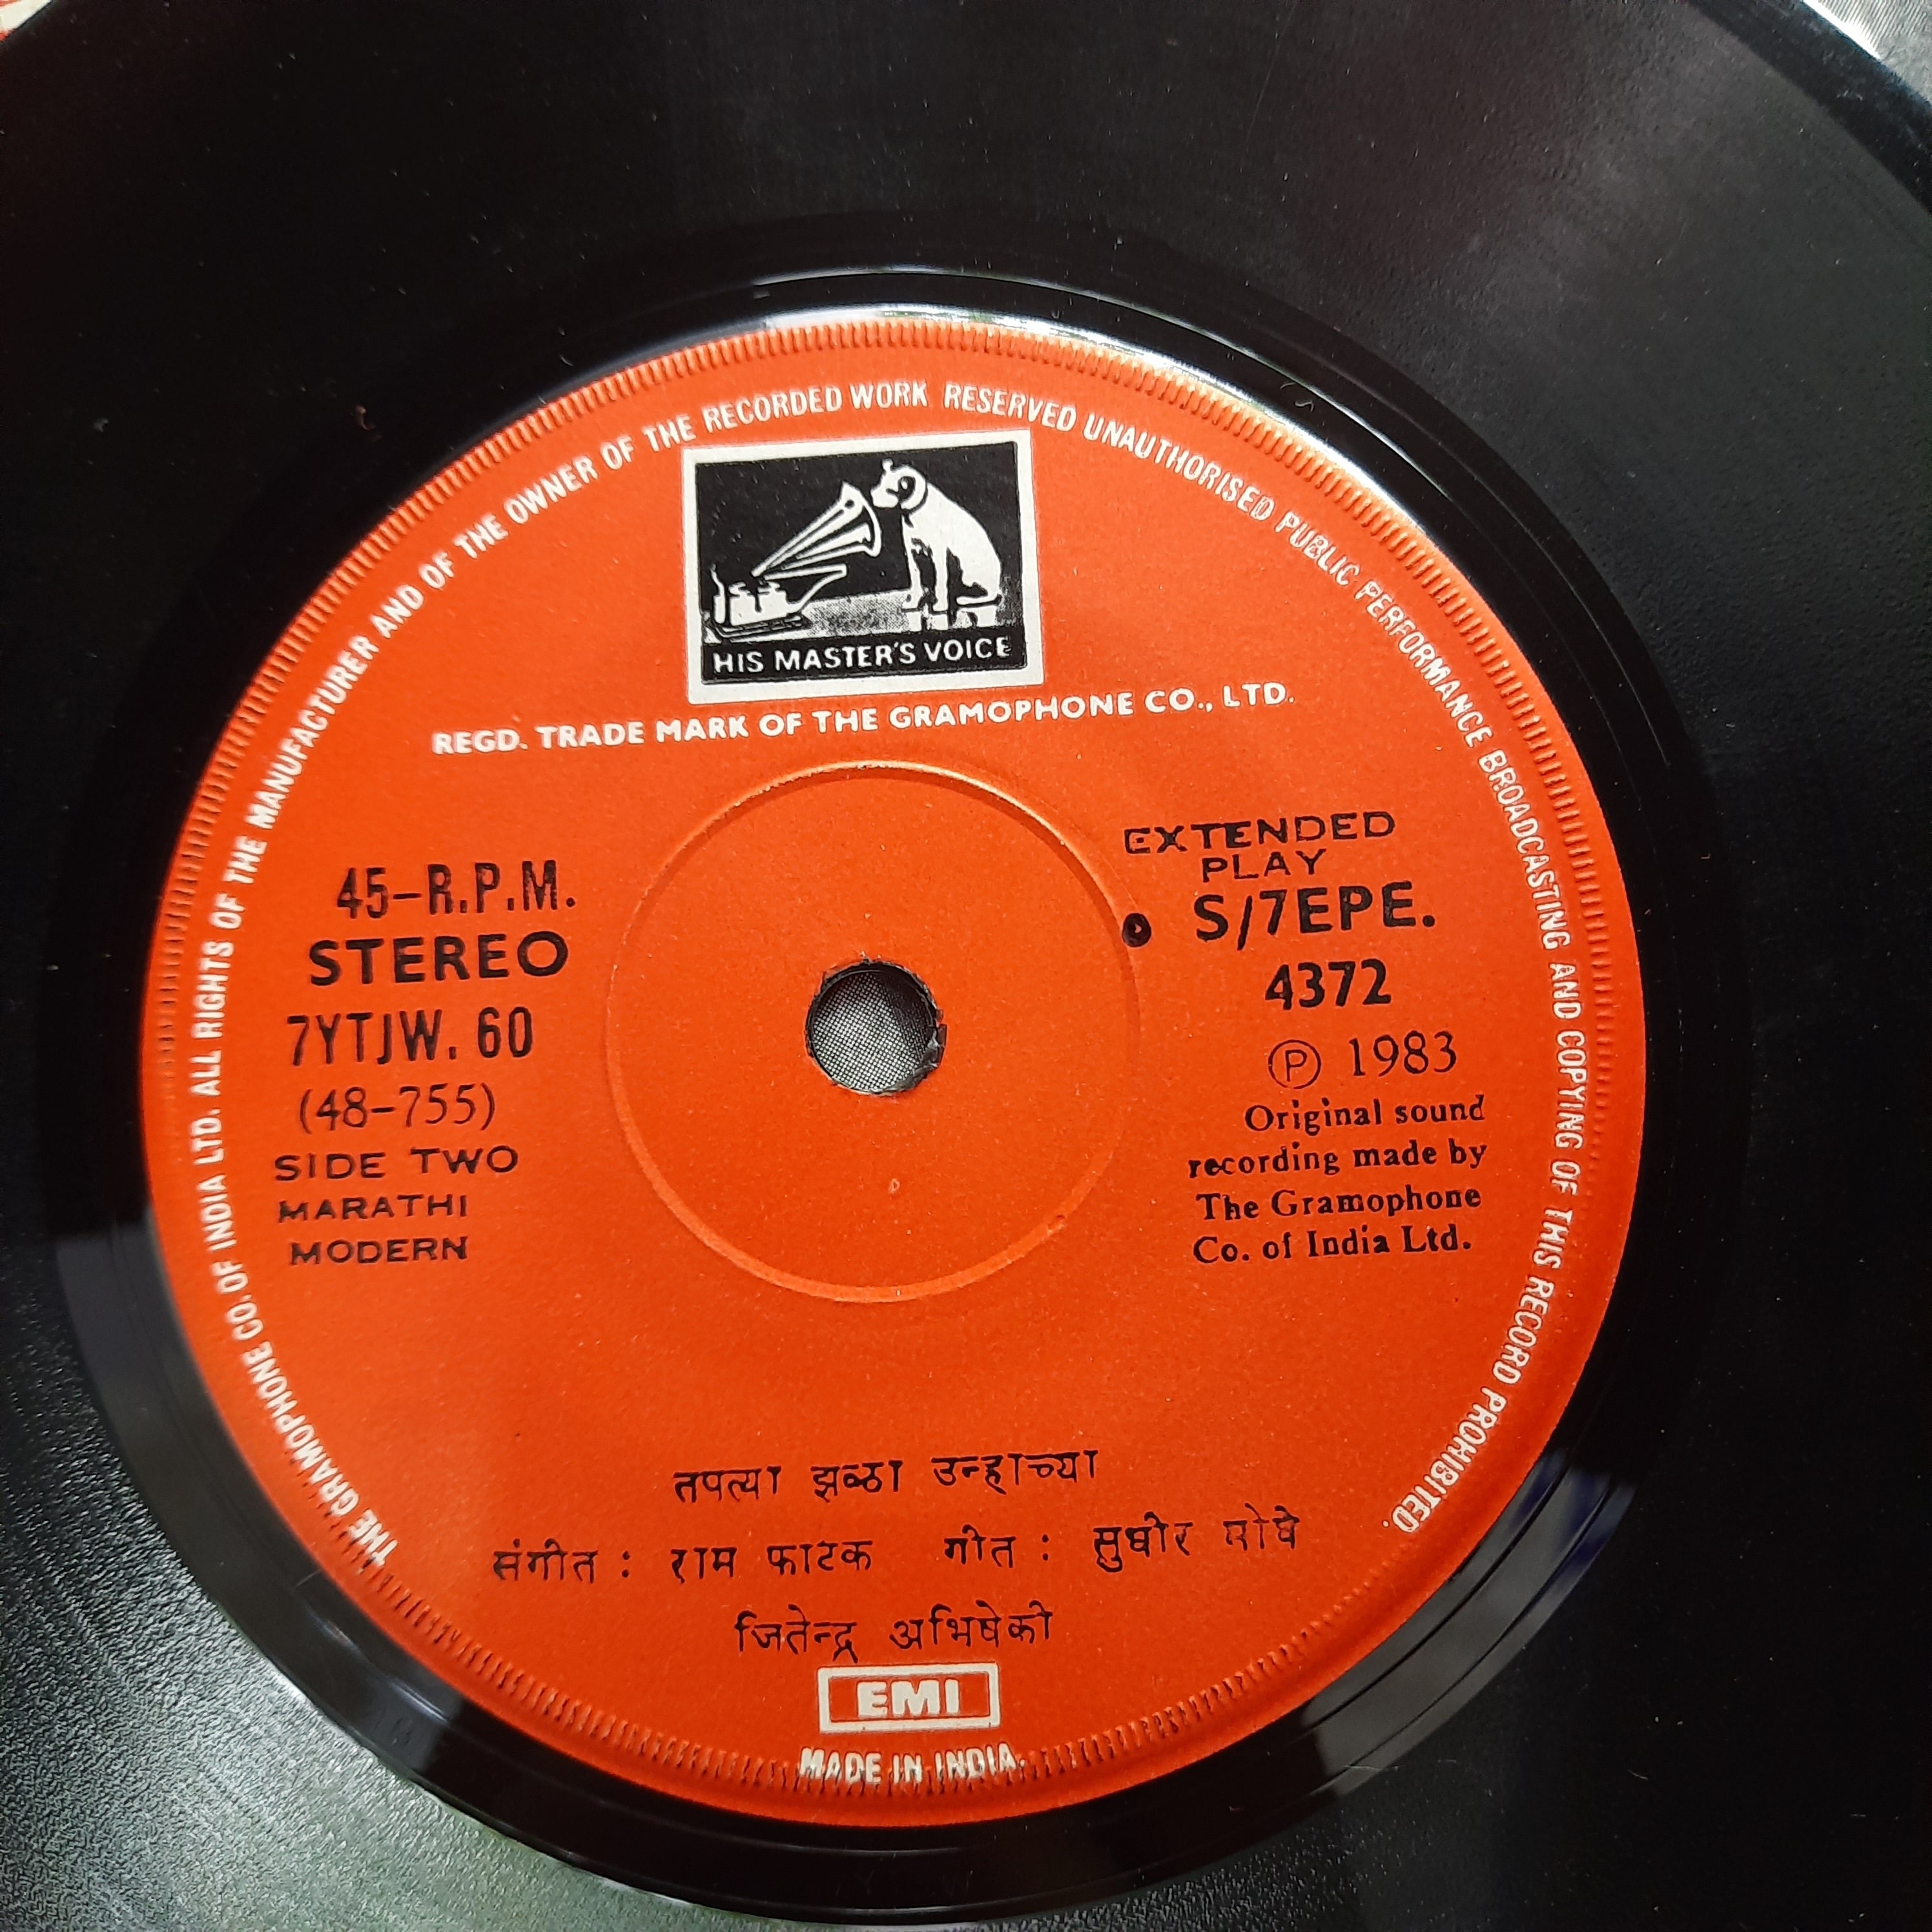 THE GRAMOPHONE CO. OF INDIA LTD. ALL RIGHTS OF THE MANUFACTURER AND OF THE OWNER OF THE RECORDED WORK RESERVED UNAUTHORISED PUBLIC PERFORMANCE BROADCASTING AND COPYING OF THIS RECORD PROHIBITED.
HIS MASTER'S VOICE
REGD. TRADE MARK OF THE GRAMOPHONE CO., LTD.
45-R.P.M.
STEREO
7YTJW. 60
(48-755)
SIDE TWO
MARATHI
MODERN
EXTENDED
PLAY
S/7EPE.
4372
Ⓟ 1983
Original sound
recording made by
The Gramophone
Co. of India Ltd.
तपत्या झळा उन्हाच्या
संगीत : राम फाटक गीत : सुधीर मोघे
जितेन्द्र अभिषेकी
EMI
MADE IN INDIA.